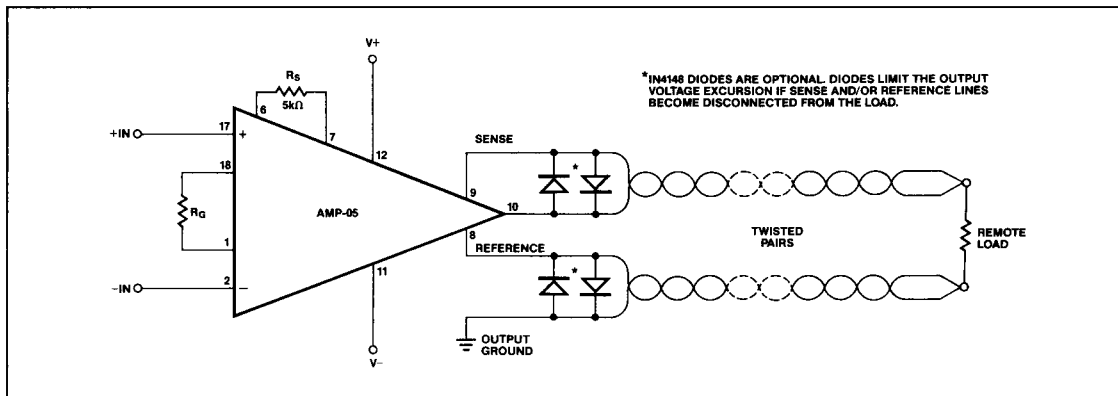 V+
RS
5kΩ
6
7
*IN4148 DIODES ARE OPTIONAL. DIODES LIMIT THE OUTPUT
VOLTAGE EXCURSION IF SENSE AND/OR REFERENCE LINES
BECOME DISCONNECTED FROM THE LOAD.
+IN
17
+
12
SENSE
18
9
*
RG
AMP-05
10
TWISTED
PAIRS
REMOTE
LOAD
1
8
REFERENCE
*
-IN
2
−
11
OUTPUT
GROUND
V−